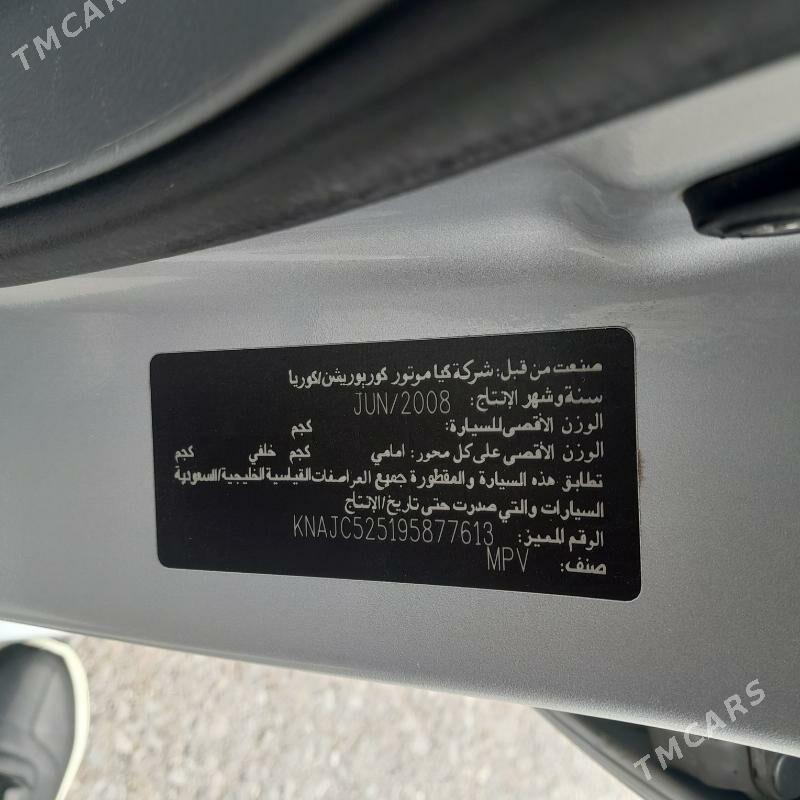 TMCARS
صنعت من قبل: شركة كيا موتور كوربوريشن/كوريا
سنة وشهر الإنتاج: JUN/2008
الوزن الأقصى للسيارة: كجم
الوزن الأقصى على كل محور: امامي كجم خلفي كجم
تطابق هذه السيارة والمقطورة جميع المراصفات القياسية الخليجية/السعودية
السيارات والتي صدرت حتى تاريخ/الإنتاج
الرقم المميز: KNAJC525195877613
صنف: MPV
TMCARS